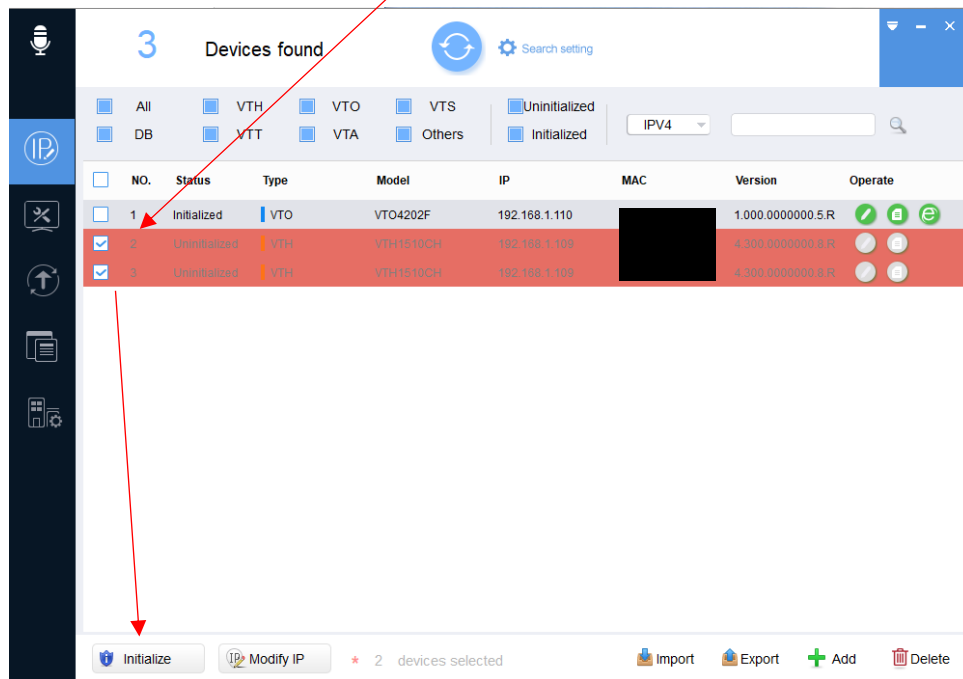 3 Devices found Search setting
All VTH VTO VTS Uninitialized
DB VTT VTA Others Initialized IPV4
NO. Status Type Model IP MAC Version Operate
1 Initialized VTO VTO4202F 192.168.1.110 1.000.0000000.5.R
2 Uninitialized VTH VTH1510CH 192.168.1.109 4.300.0000000.8.R
3 Uninitialized VTH VTH1510CH 192.168.1.109 4.300.0000000.8.R
Initialize IP Modify IP * 2 devices selected Import Export Add Delete